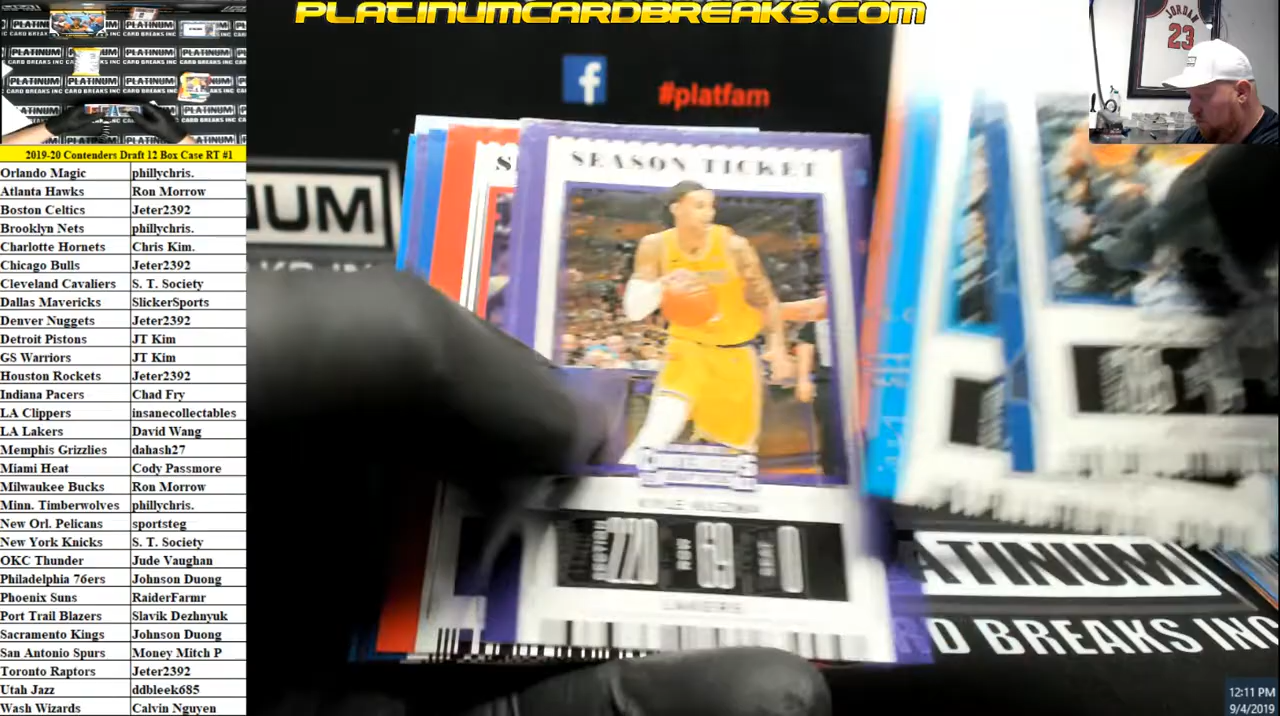 PLATINUMCARDBREAKS.COM
#platfam
JORDAN
23
2019-20 Contenders Draft 12 Box Case RT #1
Orlando Magic phillychris.
Atlanta Hawks Ron Morrow
Boston Celtics Jeter2392
Brooklyn Nets phillychris.
Charlotte Hornets Chris Kim.
Chicago Bulls Jeter2392
Cleveland Cavaliers S. T. Society
Dallas Mavericks SlickerSports
Denver Nuggets Jeter2392
Detroit Pistons JT Kim
GS Warriors JT Kim
Houston Rockets Jeter2392
Indiana Pacers Chad Fry
LA Clippers insanecollectables
LA Lakers David Wang
Memphis Grizzlies dahash27
Miami Heat Cody Passmore
Milwaukee Bucks Ron Morrow
Minn. Timberwolves phillychris.
New Orl. Pelicans sportsteg
New York Knicks S. T. Society
OKC Thunder Jude Vaughan
Philadelphia 76ers Johnson Duong
Phoenix Suns RaiderFarmr
Port Trail Blazers Slavik Dezhnyuk
Sacramento Kings Johnson Duong
San Antonio Spurs Money Mitch P
Toronto Raptors Jeter2392
Utah Jazz ddbleek685
Wash Wizards Calvin Nguyen
NUM
SEASON TICKET
LAKERS
ATINUM
D BREAKS INC
12:11 PM
9/4/2019